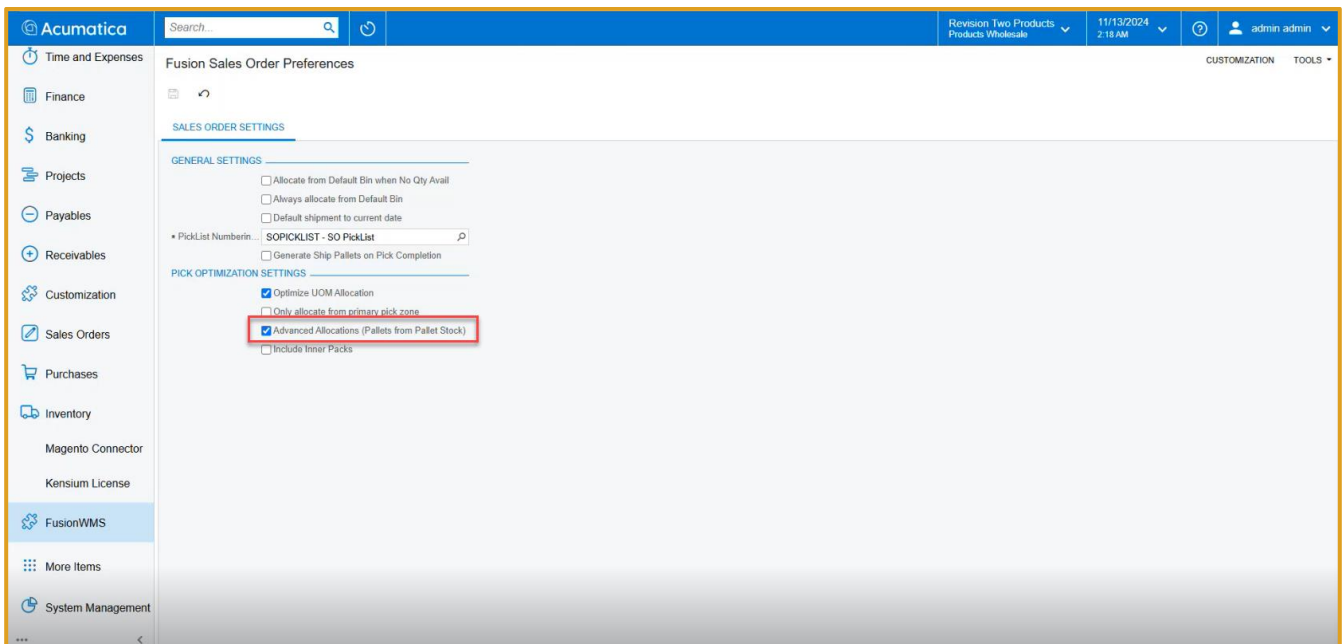 Acumatica
Search...
Revision Two Products
Products Wholesale
11/13/2024
2:18 AM
admin admin
Time and Expenses
Finance
Banking
Projects
Payables
Receivables
Customization
Sales Orders
Purchases
Inventory
Magento Connector
Kensium License
FusionWMS
More Items
System Management
Fusion Sales Order Preferences
CUSTOMIZATION TOOLS
SALES ORDER SETTINGS
GENERAL SETTINGS
Allocate from Default Bin when No Qty Avail
Always allocate from Default Bin
Default shipment to current date
PickList Numberin... SOPICKLIST - SO PickList
Generate Ship Pallets on Pick Completion
PICK OPTIMIZATION SETTINGS
Optimize UOM Allocation
Only allocate from primary pick zone
Advanced Allocations (Pallets from Pallet Stock)
Include Inner Packs